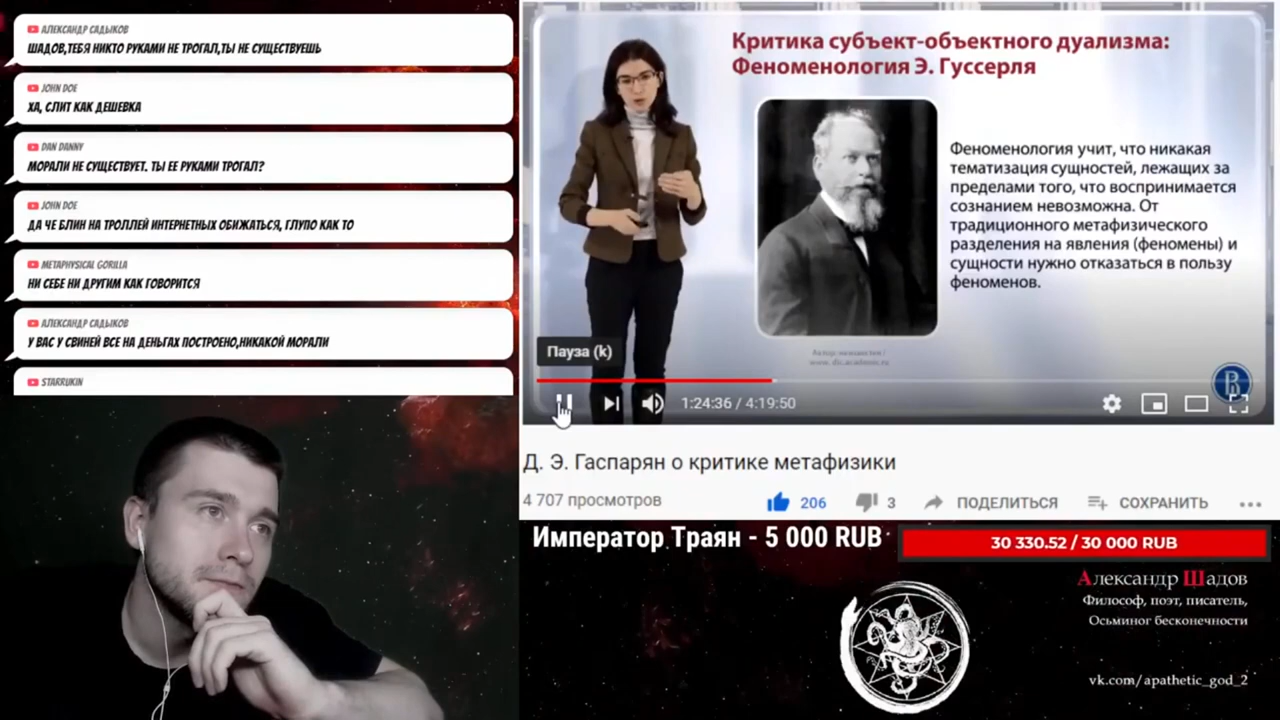 АЛЕКСАНДР САДЫКОВ
ШАДОВ,ТЕБЯ НИКТО РУКАМИ НЕ ТРОГАЛ,ТЫ НЕ СУЩЕСТВУЕШЬ
JOHN DOE
ХА, СЛИТ КАК ДЕШЕВКА
DAN DANNY
МОРАЛИ НЕ СУЩЕСТВУЕТ. ТЫ ЕЕ РУКАМИ ТРОГАЛ?
JOHN DOE
ДА ЧЕ БЛИН НА ТРОЛЛЕЙ ИНТЕРНЕТНЫХ ОБИЖАТЬСЯ, ГЛУПО КАК ТО
METAPHYSICAL GORILLA
НИ СЕБЕ НИ ДРУГИМ КАК ГОВОРИТСЯ
АЛЕКСАНДР САДЫКОВ
У ВАС У СВИНЕЙ ВСЕ НА ДЕНЬГАХ ПОСТРОЕНО,НИКАКОЙ МОРАЛИ
STARRUKIN
Критика субъект-объектного дуализма:
Феноменология Э. Гуссерля
Феноменология учит, что никакая
тематизация сущностей, лежащих за
пределами того, что воспринимается
сознанием невозможна. От
традиционного метафизического
разделения на явления (феномены) и
сущности нужно отказаться в пользу
феноменов.
Пауза (k)
1:24:36 / 4:19:50
Д. Э. Гаспарян о критике метафизики
4 707 просмотров
206
3
ПОДЕЛИТЬСЯ
СОХРАНИТЬ
Император Траян - 5 000 RUB
30 330.52 / 30 000 RUB
Александр Шадов
Философ, поэт, писатель,
Осьминог бесконечности
vk.com/apathetic_god_2